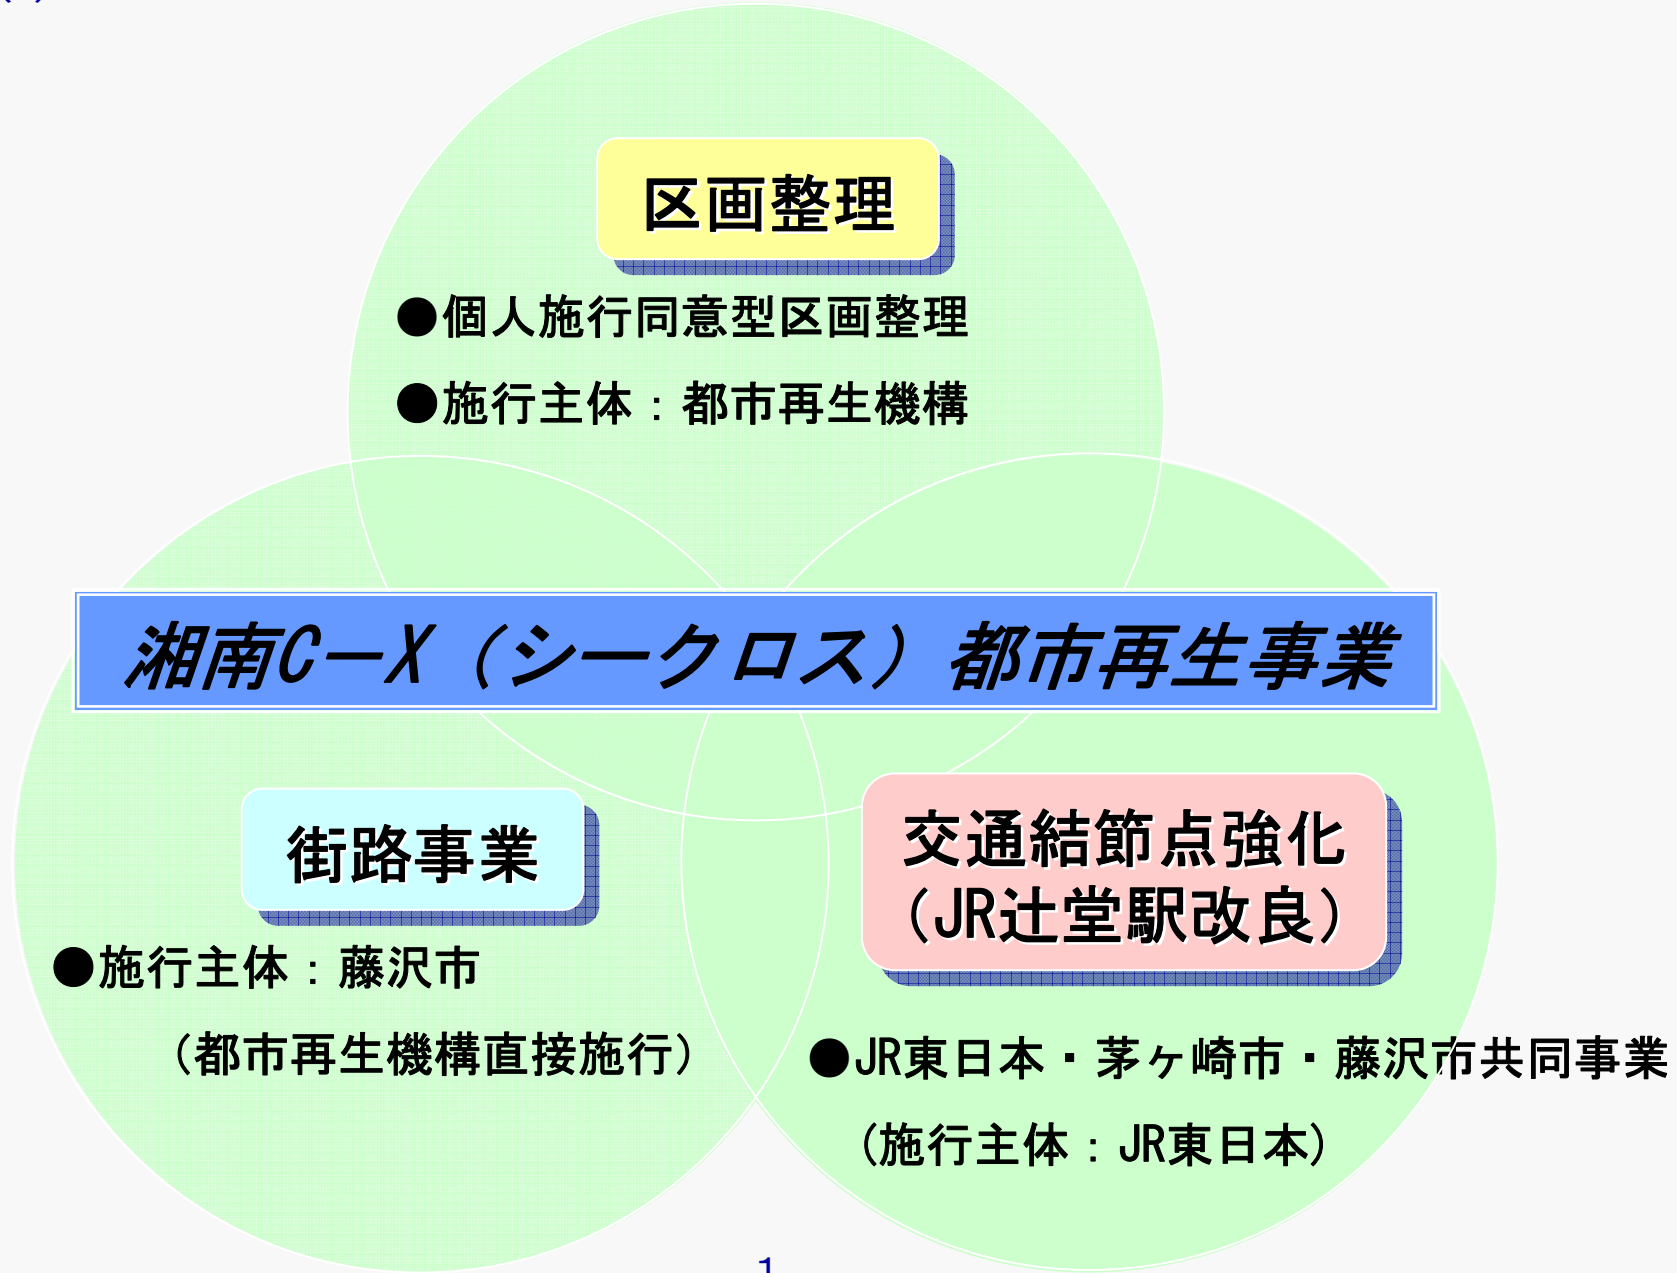 区画整理
●個人施行同意型区画整理
●施行主体：都市再生機構
湘南C－X（シークロス）都市再生事業
街路事業
●施行主体：藤沢市
（都市再生機構直接施行）
交通結節点強化
（JR辻堂駅改良）
●JR東日本・茅ヶ崎市・藤沢市共同事業
（施行主体：JR東日本）
1